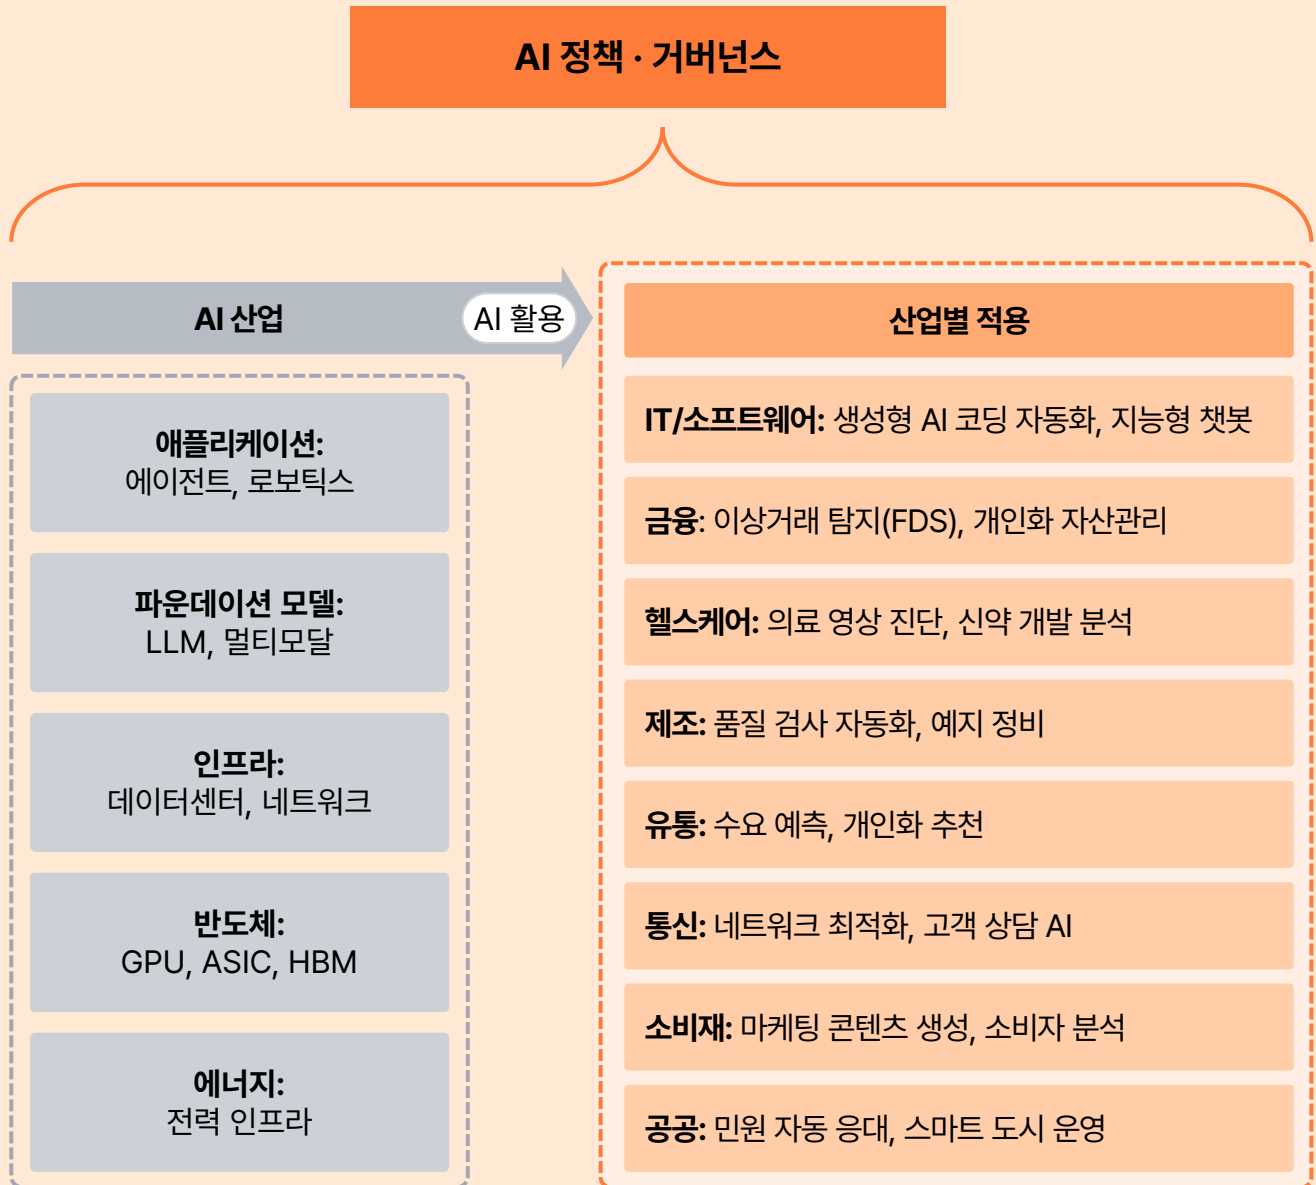 AI 정책 · 거버넌스
AI 산업
AI 활용
애플리케이션:
에이전트, 로보틱스
파운데이션 모델:
LLM, 멀티모달
인프라:
데이터센터, 네트워크
반도체:
GPU, ASIC, HBM
에너지:
전력 인프라
산업별 적용
IT/소프트웨어: 생성형 AI 코딩 자동화, 지능형 챗봇
금융: 이상거래 탐지(FDS), 개인화 자산관리
헬스케어: 의료 영상 진단, 신약 개발 분석
제조: 품질 검사 자동화, 예지 정비
유통: 수요 예측, 개인화 추천
통신: 네트워크 최적화, 고객 상담 AI
소비재: 마케팅 콘텐츠 생성, 소비자 분석
공공: 민원 자동 응대, 스마트 도시 운영